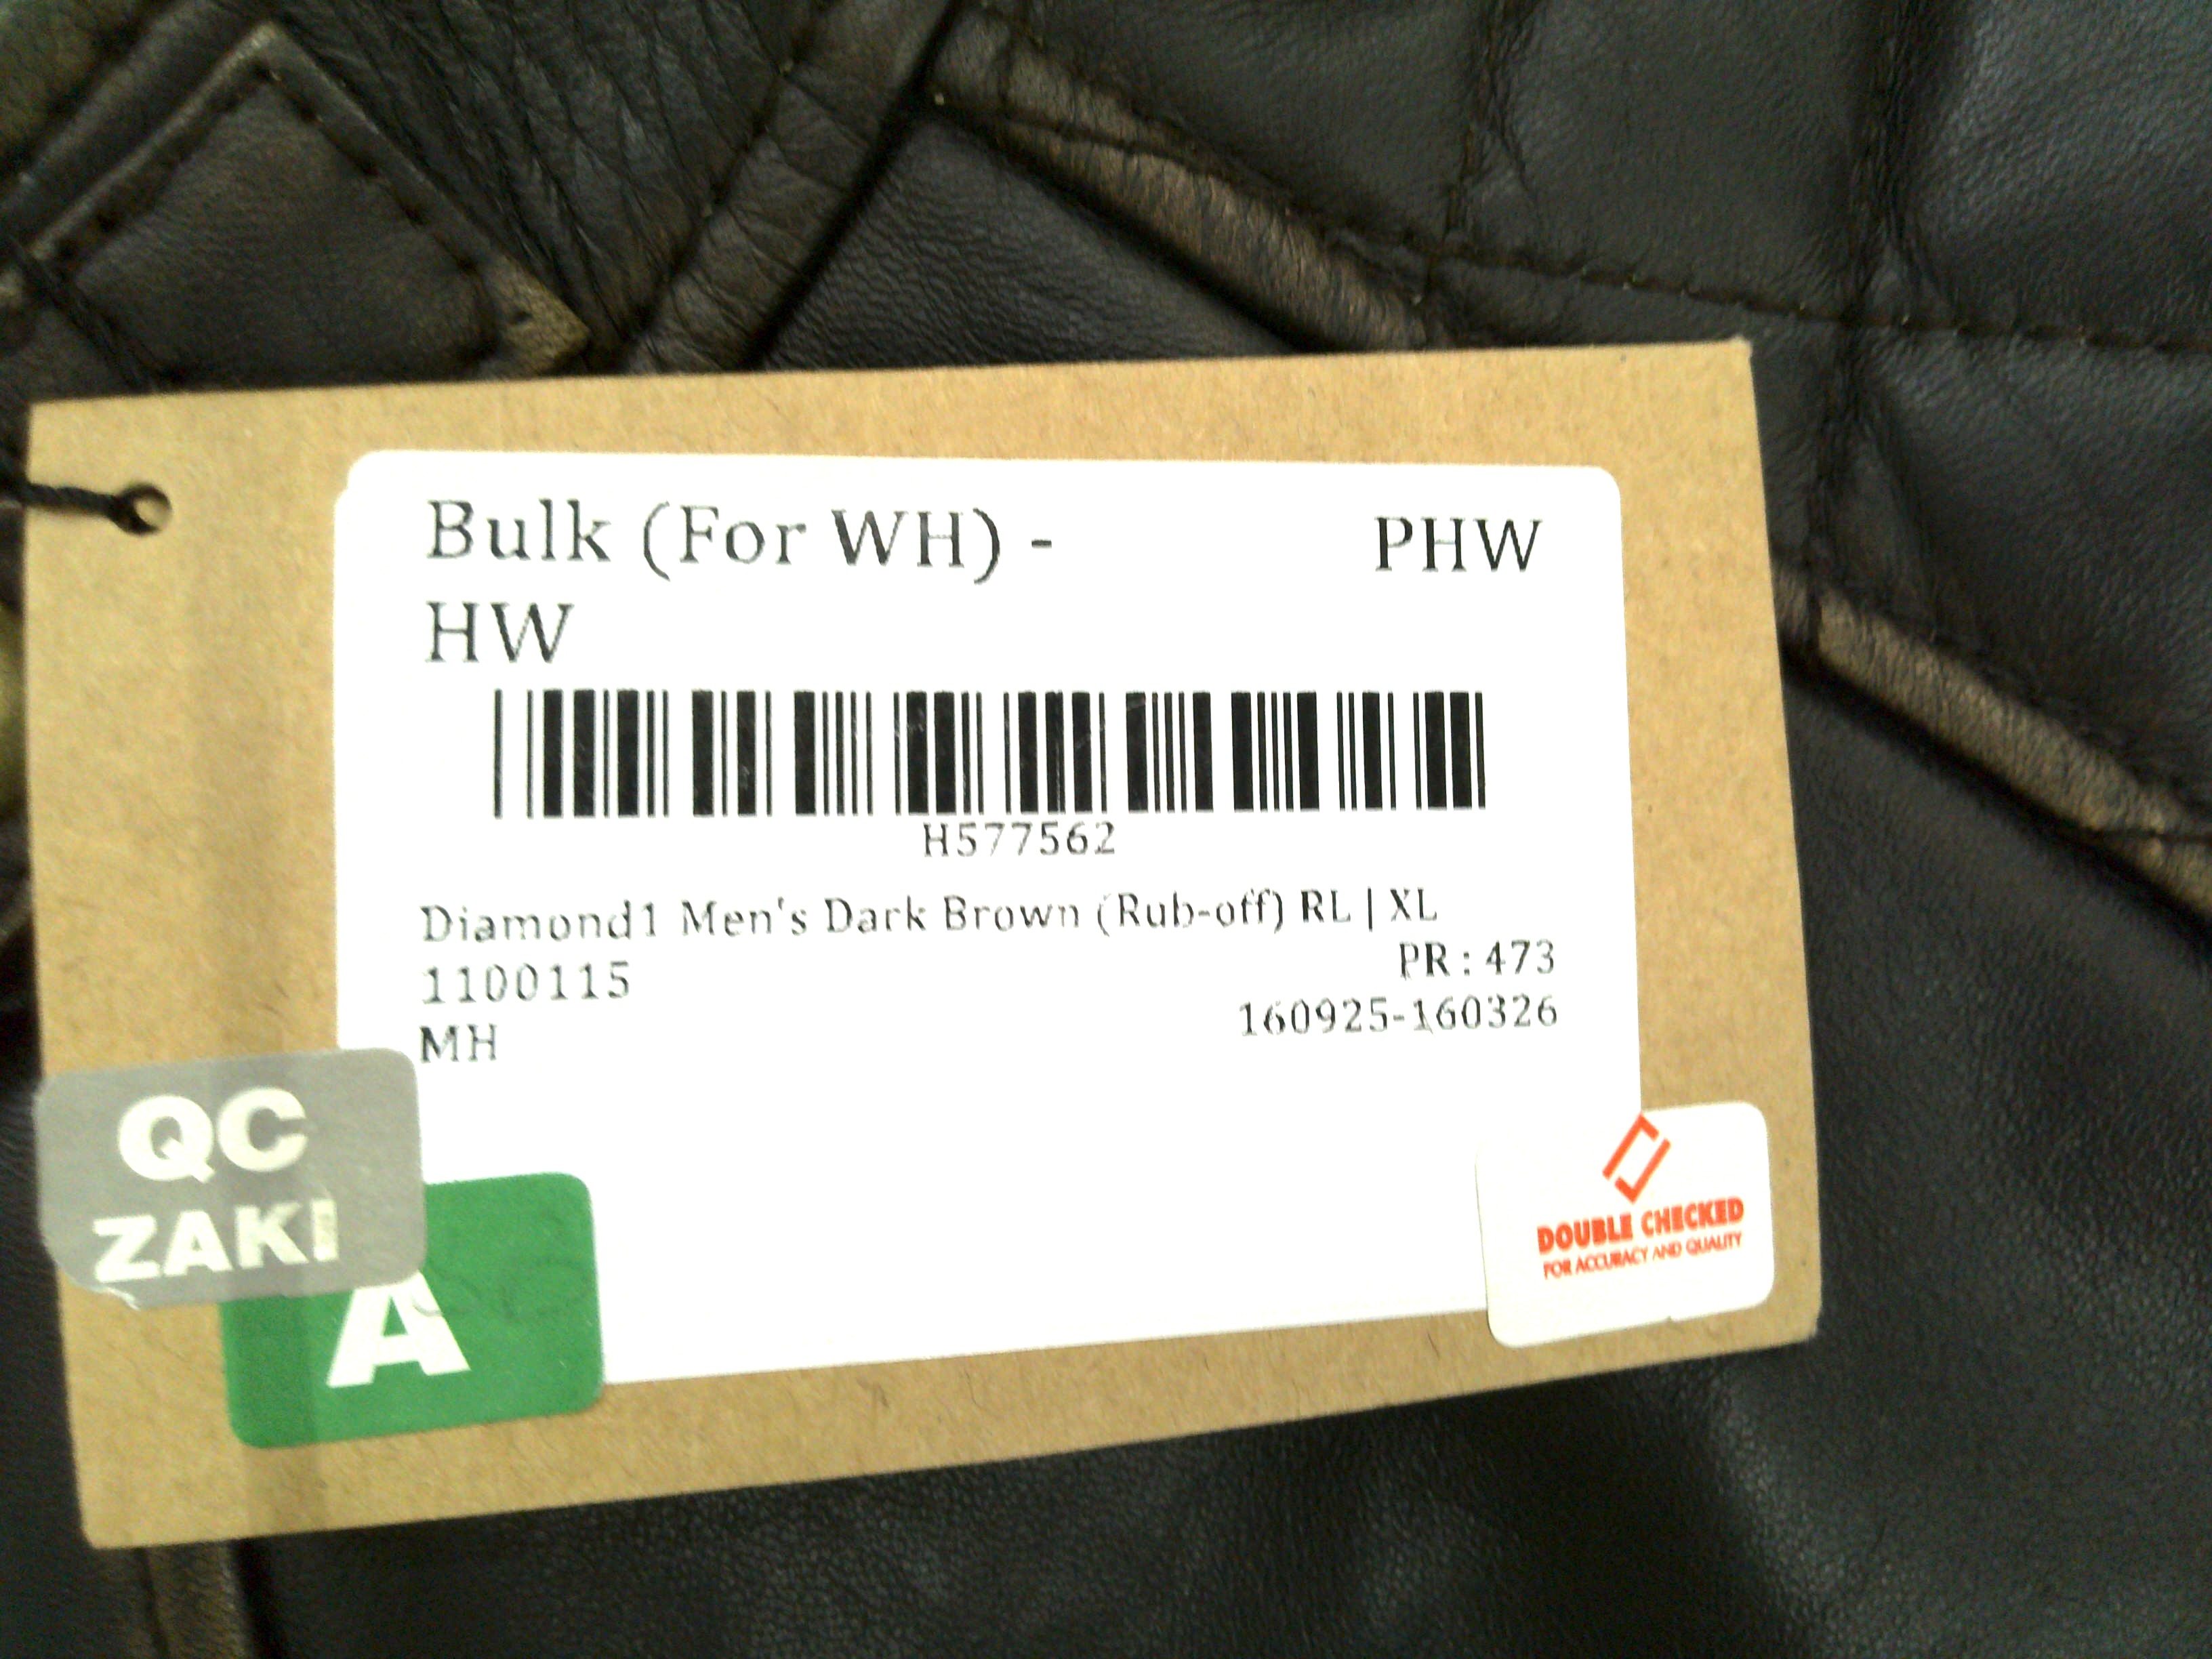 Bulk (For WH) - PHW
HW
H577562
Diamond1 Men's Dark Brown (Rub-off) RL | XL
1100115 PR : 473
MH 160925-160326
QC
ZAKI
A
DOUBLE CHECKED
FOR ACCURACY AND QUALITY